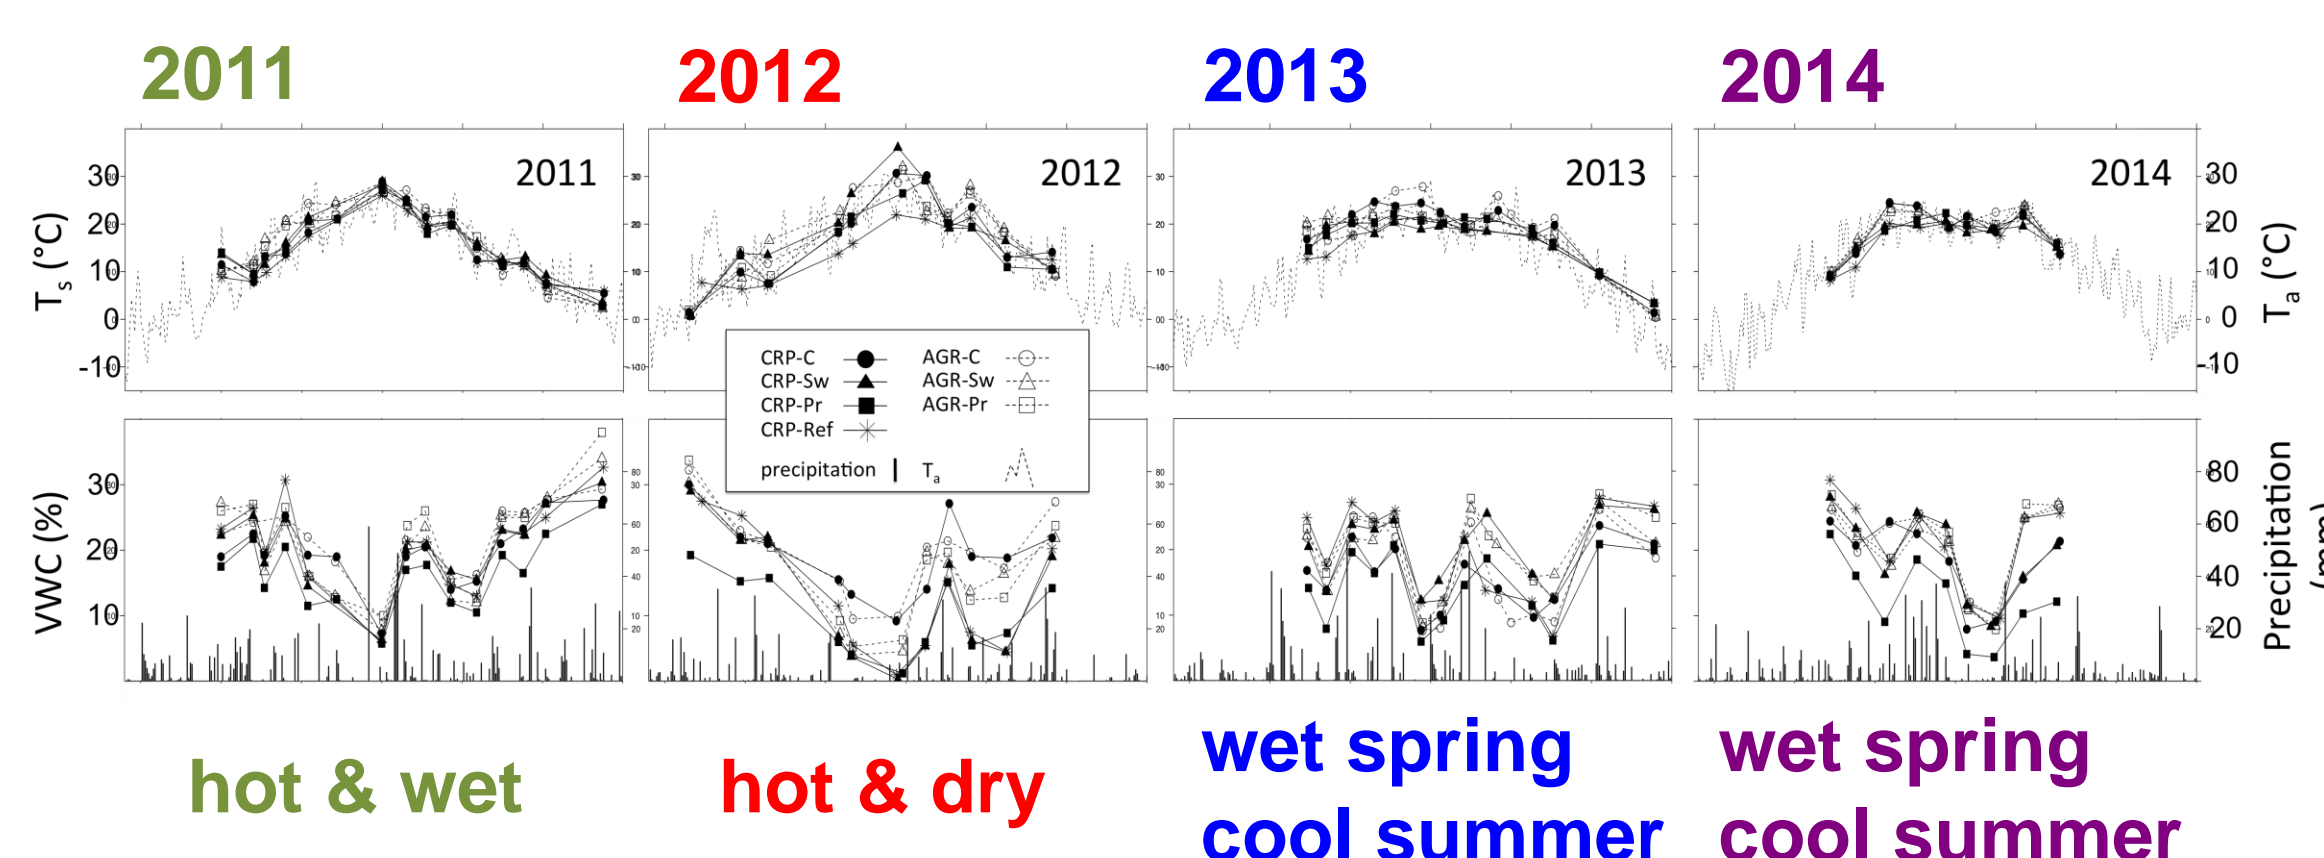 2011 2012 2013 2014
2011 2012 2013 2014
Ts (°C)
30
20
10
0
-10
30
20
10
0
-10
Ta (°C)
CRP-C AGR-C
CRP-Sw AGR-Sw
CRP-Pr AGR-Pr
CRP-Ref
precipitation Ta
VWC (%)
30
20
10
80
60
40
20
Precipitation
(mm)
hot & wet
hot & dry
wet spring
cool summer
wet spring
cool summer